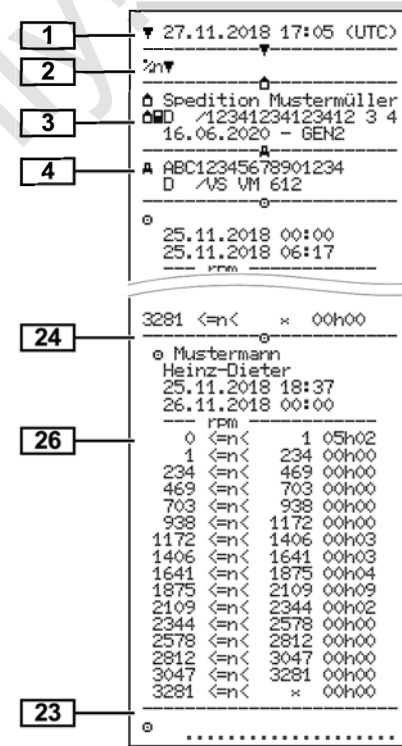 1
▼ 27.11.2018 17:05 (UTC)
2
%n▼
Spedition Mustermüller
3
D /12341234123412 3 4
16.06.2020 - GEN2
4
A ABC12345678901234
D /VS VM 612
25.11.2018 00:00
25.11.2018 06:17
--- rpm ---
3281 <=n< × 00h00
24
Mustermann
Heinz-Dieter
25.11.2018 18:37
26.11.2018 00:00
--- rpm ---
26
0 <=n< 1 05h02
1 <=n< 234 00h00
234 <=n< 469 00h00
469 <=n< 703 00h00
703 <=n< 938 00h00
938 <=n< 1172 00h00
1172 <=n< 1406 00h03
1406 <=n< 1641 00h03
1641 <=n< 1875 00h04
1875 <=n< 2109 00h09
2109 <=n< 2344 00h02
2344 <=n< 2578 00h00
2578 <=n< 2812 00h00
2812 <=n< 3047 00h00
3047 <=n< 3281 00h00
3281 <=n< × 00h00
23
....................